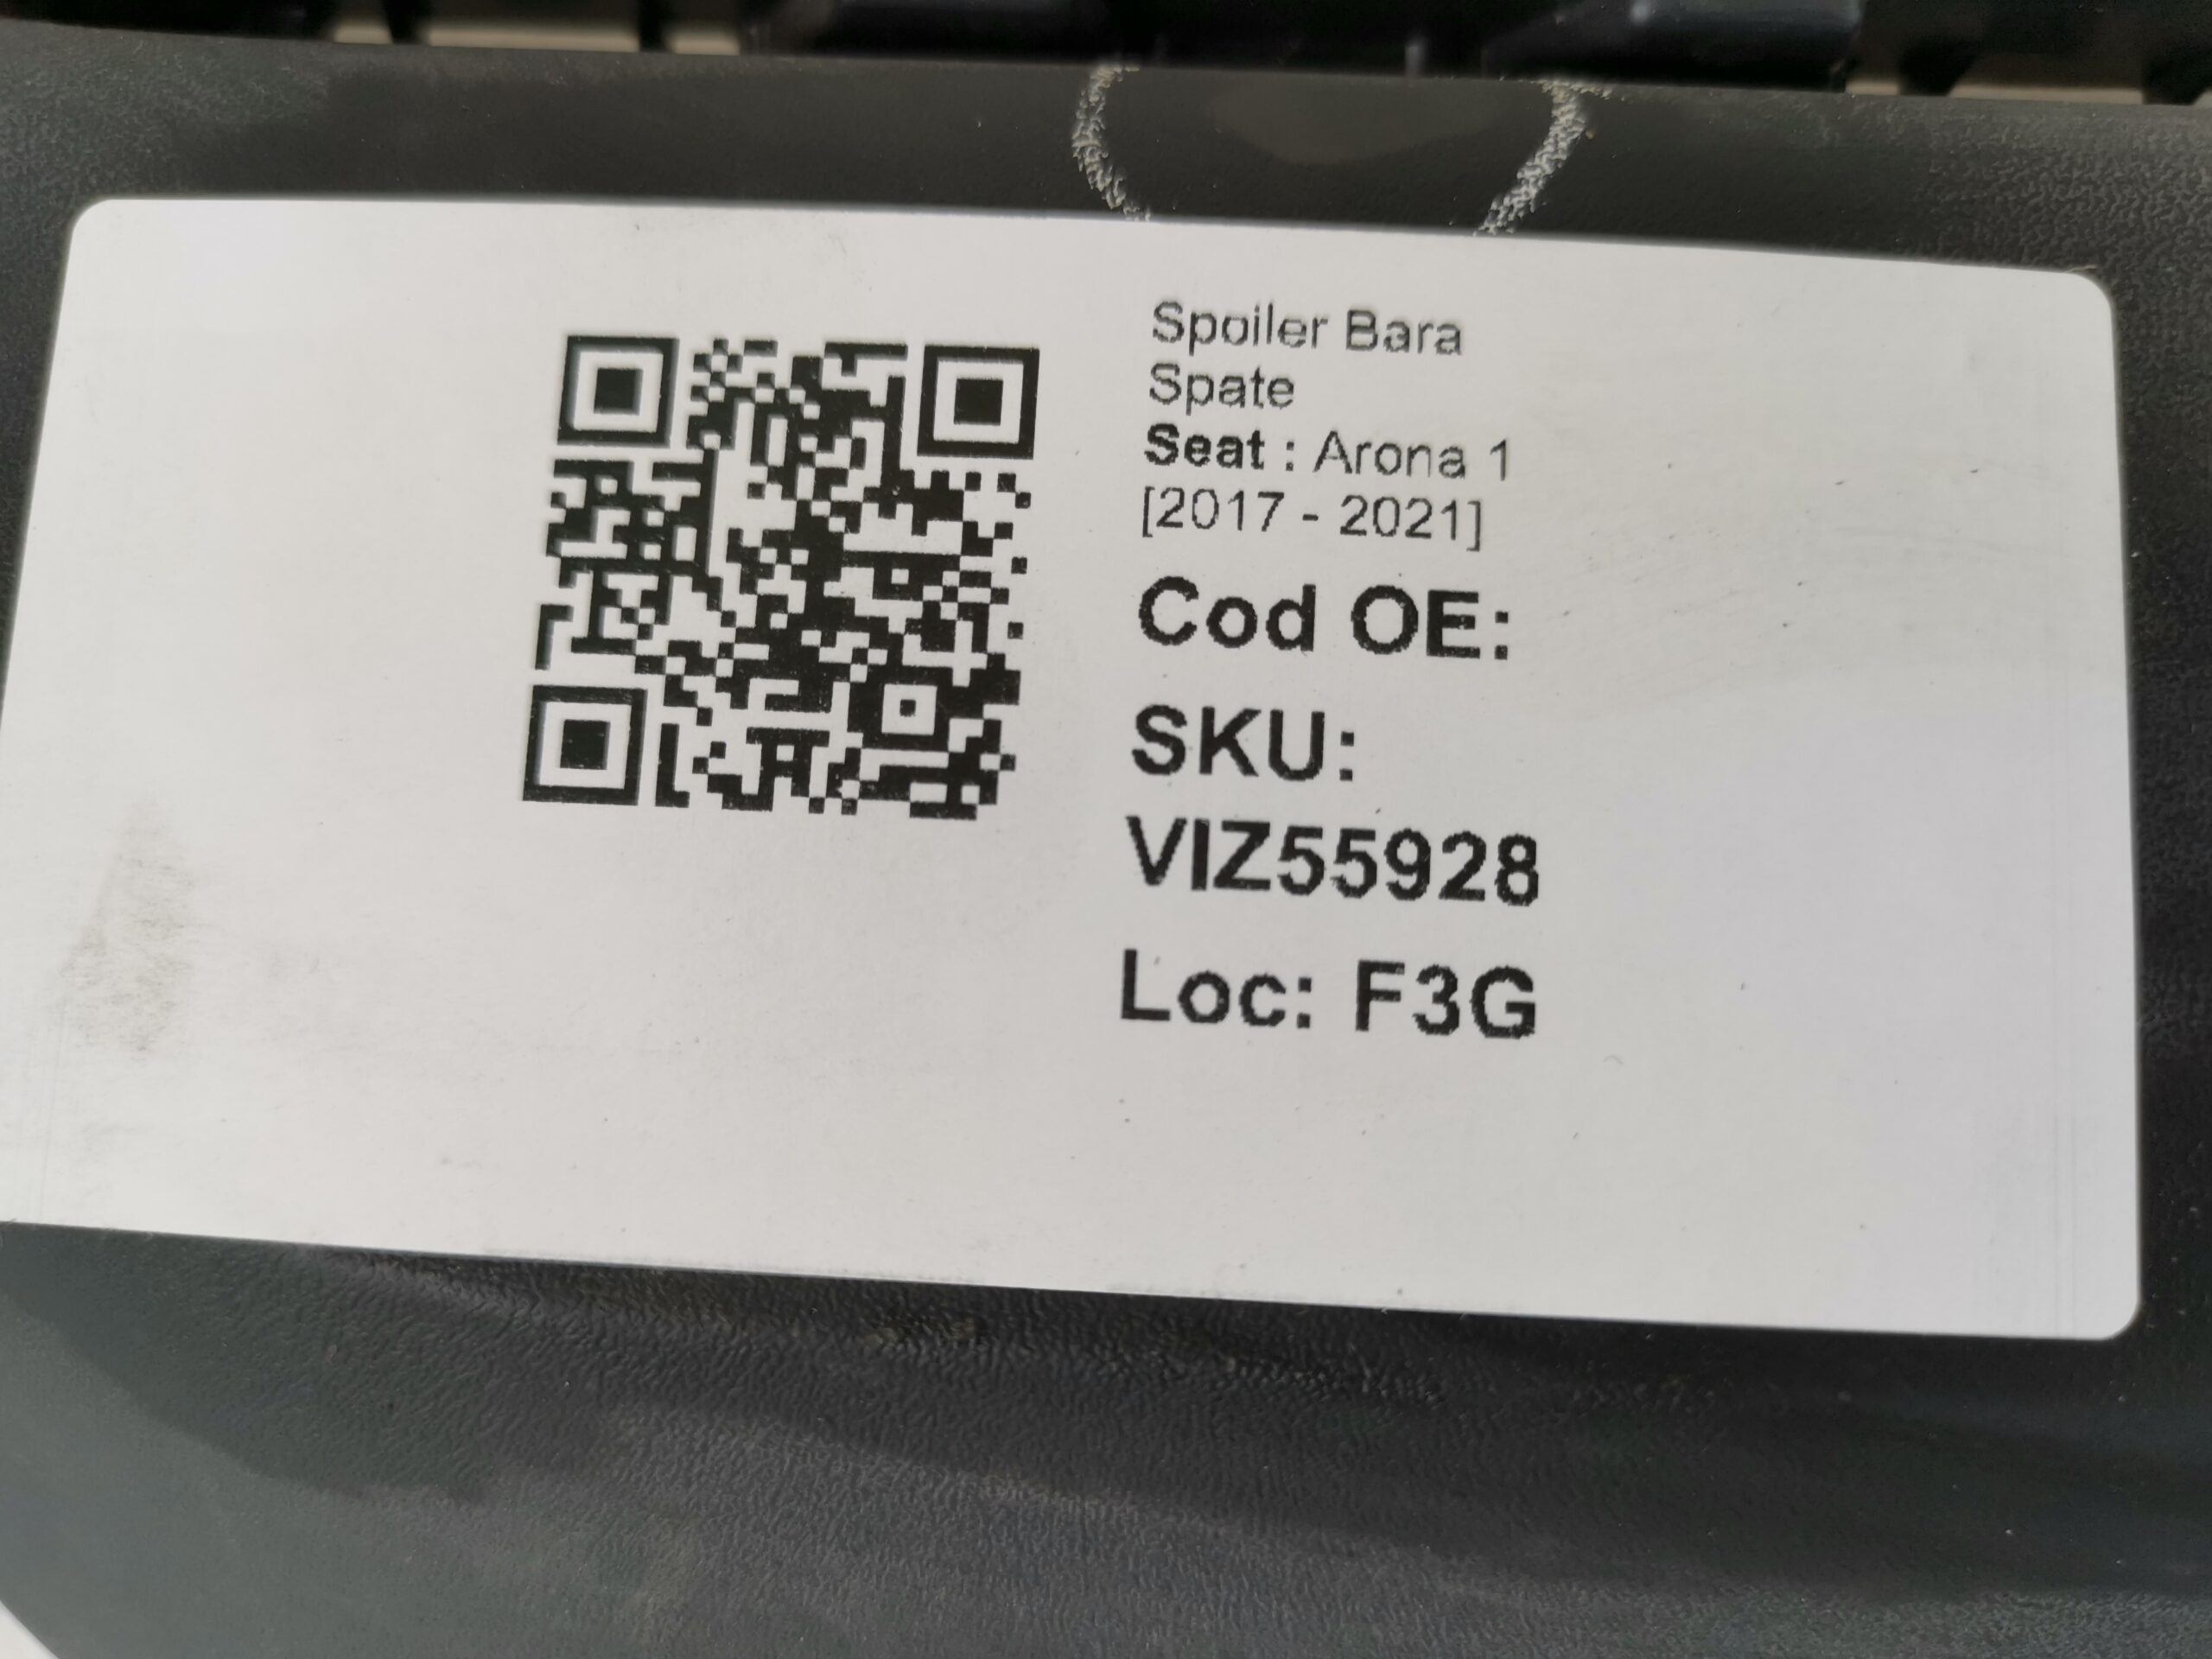 Spoiler Bara
Spate
Seat : Arona 1
[2017 - 2021]
Cod OE:
SKU:
VIZ55928
Loc: F3G